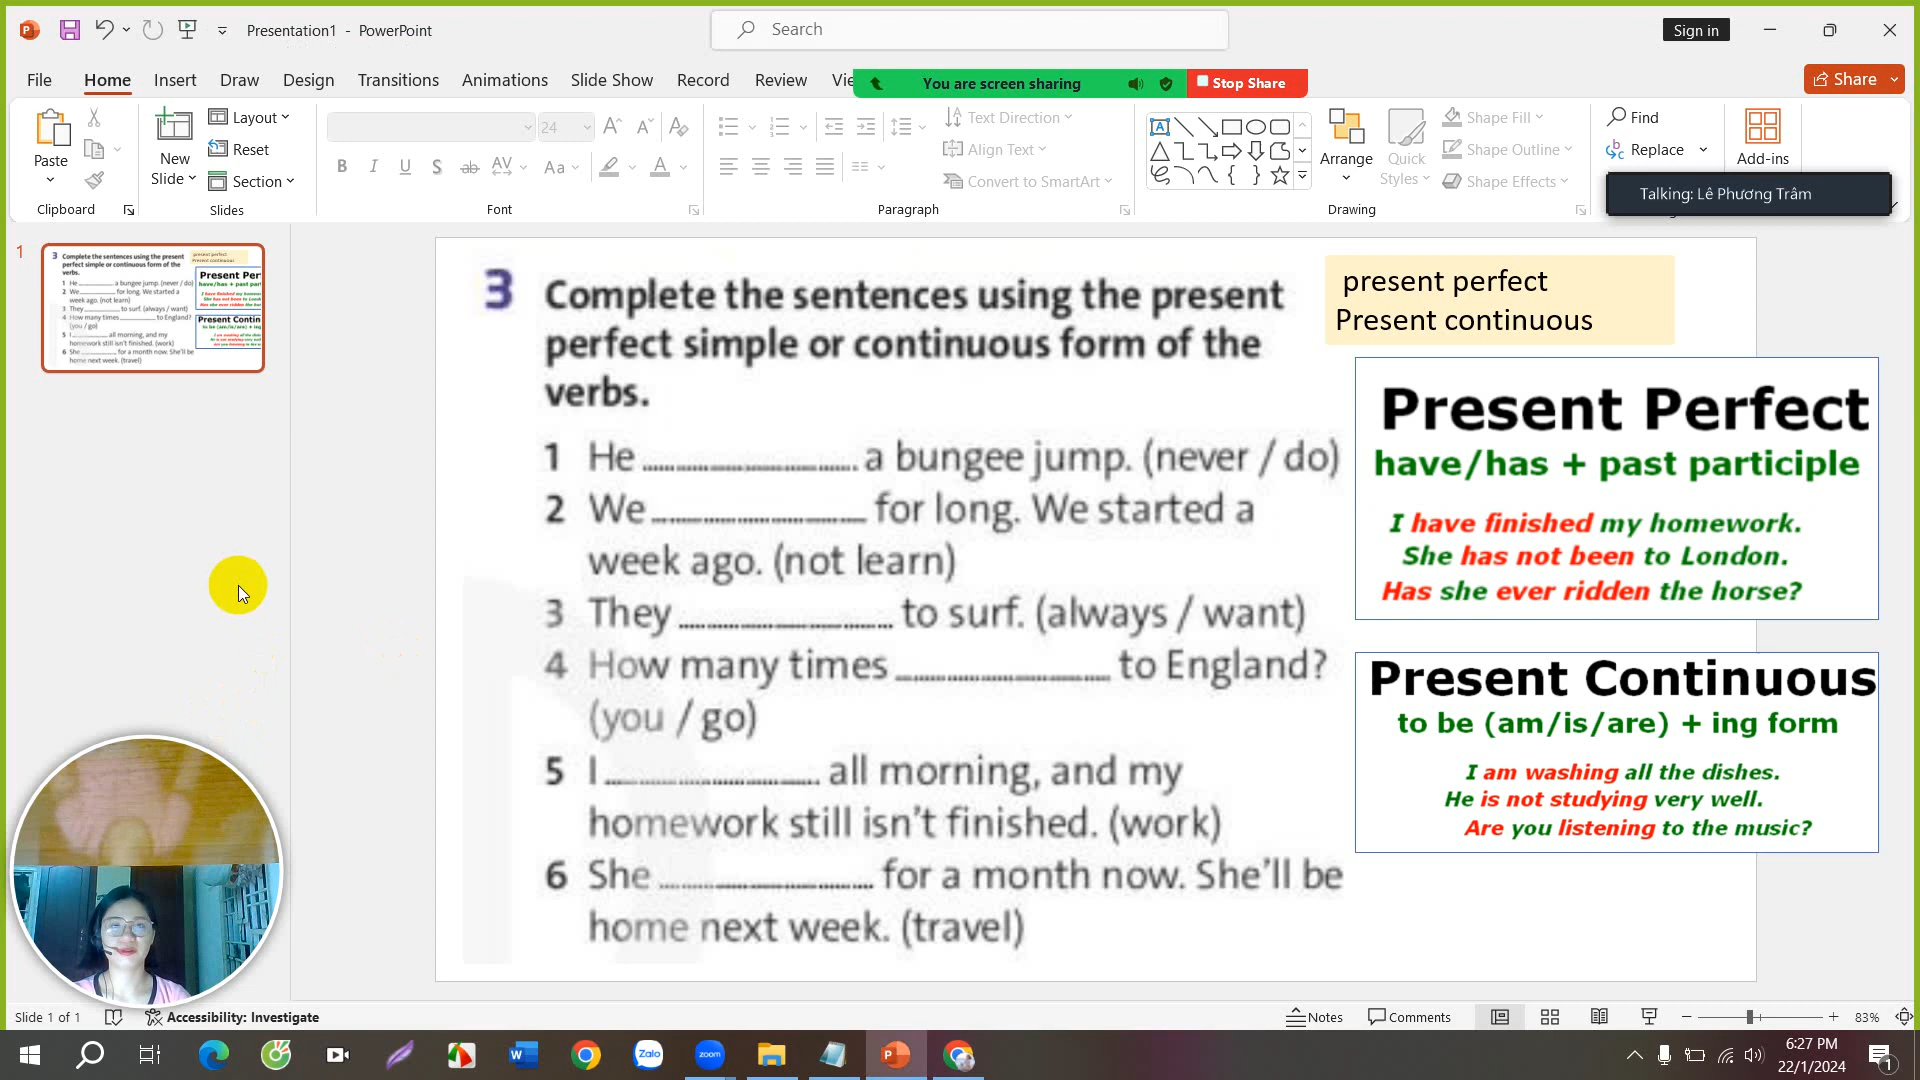 Presentation1 - PowerPoint
Search
Sign in
File Home Insert Draw Design Transitions Animations Slide Show Record Review Vie
You are screen sharing
Stop Share
Share
Paste
New Slide
Layout
Reset
Section
24
Text Direction
Align Text
Convert to SmartArt
Arrange
Quick Styles
Shape Fill
Shape Outline
Shape Effects
Find
Replace
Add-ins
Talking: Lê Phương Trâm
Clipboard
Slides
Font
Paragraph
Drawing
1
3 Complete the sentences using the present
perfect simple or continuous form of the
verbs.
1 He ........................ a bungee jump. (never / do)
2 We ........................ for long. We started a
week ago. (not learn)
3 They ........................ to surf. (always / want)
4 How many times ........................ to England?
(you / go)
5 I ........................ all morning, and my
homework still isn't finished. (work)
6 She ........................ for a month now. She'll be
home next week. (travel)
present perfect
Present continuous
Present Perfect
have/has + past participle
I have finished my homework.
She has not been to London.
Has she ever ridden the horse?
Present Continuous
to be (am/is/are) + ing form
I am washing all the dishes.
He is not studying very well.
Are you listening to the music?
Slide 1 of 1
Accessibility: Investigate
Notes
Comments
83%
Zalo
zoom
6:27 PM
22/1/2024
1